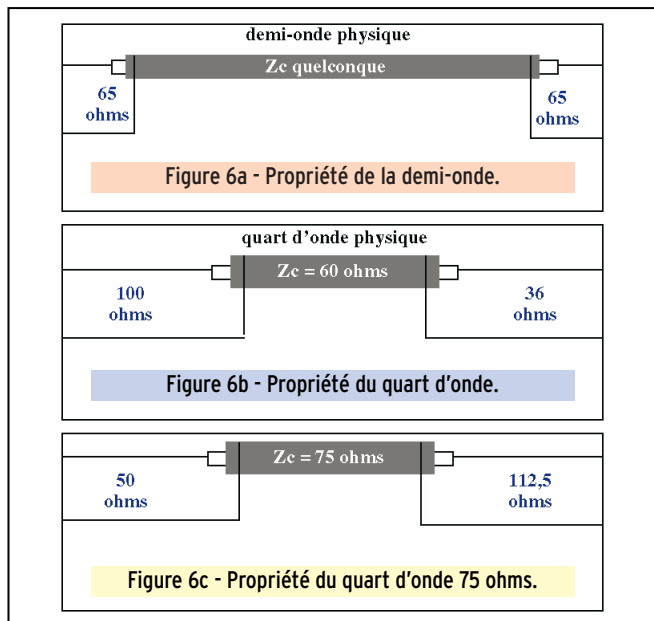 demi-onde physique
Zc quelconque
65
ohms
65
ohms
Figure 6a - Propriété de la demi-onde.
quart d'onde physique
Zc = 60 ohms
100
ohms
36
ohms
Figure 6b - Propriété du quart d'onde.
Zc = 75 ohms
50
ohms
112,5
ohms
Figure 6c - Propriété du quart d'onde 75 ohms.